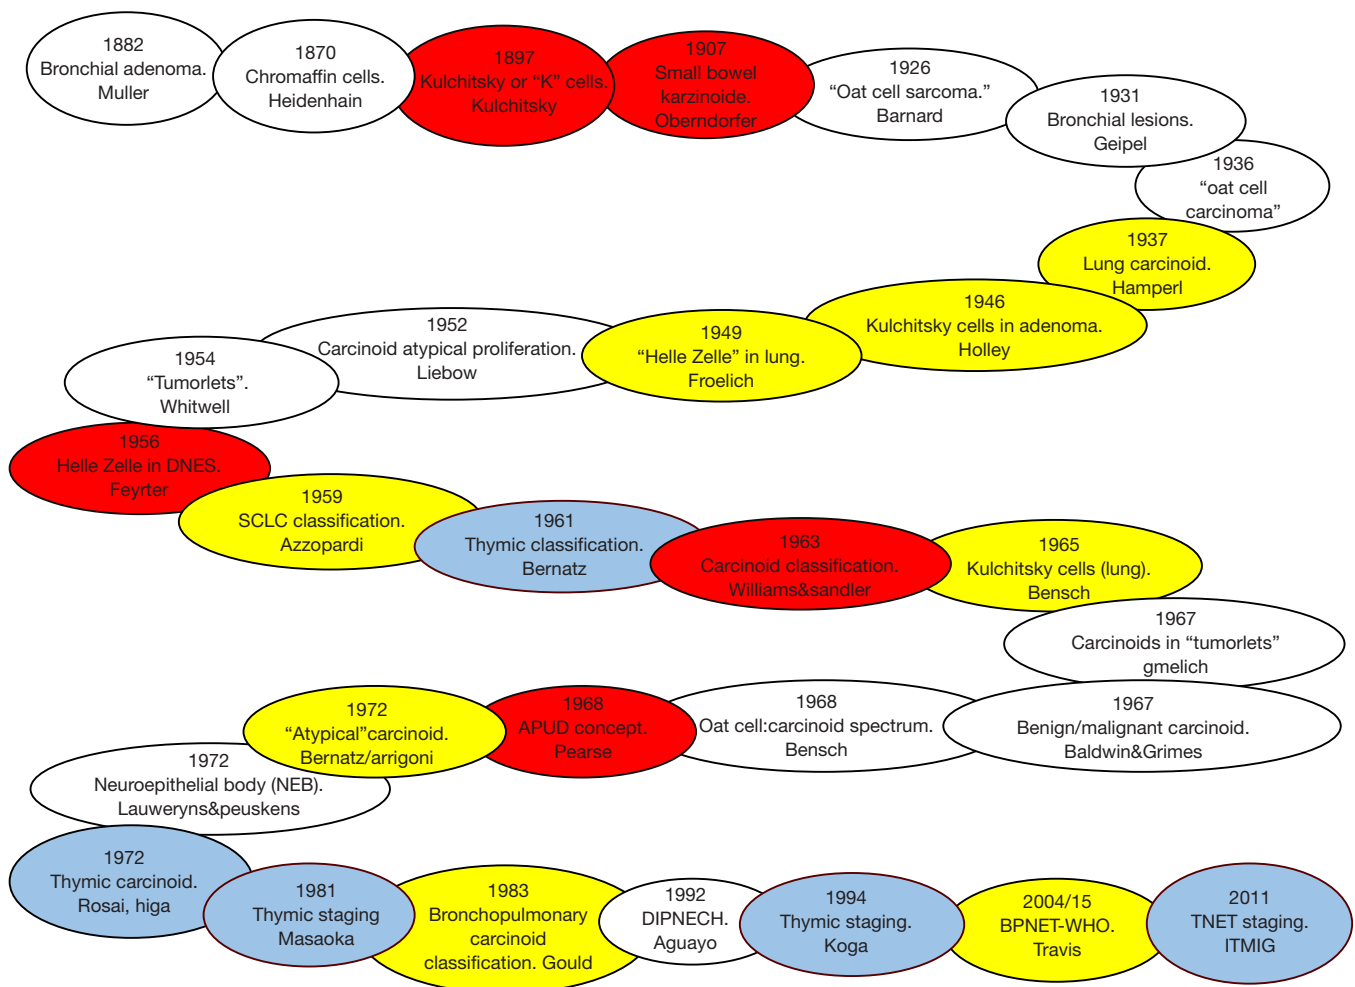 1882
Bronchial adenoma.
Muller
1870
Chromaffin cells.
Heidenhain
1897
Kulchitsky or “K” cells.
Kulchitsky
1907
Small bowel
karzinoide.
Oberndorfer
1926
“Oat cell sarcoma.”
Barnard
1931
Bronchial lesions.
Geipel
1936
“oat cell
carcinoma”
1937
Lung carcinoid.
Hamperl
1946
Kulchitsky cells in adenoma.
Holley
1949
“Helle Zelle” in lung.
Froelich
1952
Carcinoid atypical proliferation.
Liebow
1954
“Tumorlets”.
Whitwell
1956
Helle Zelle in DNES.
Feyrter
1959
SCLC classification.
Azzopardi
1961
Thymic classification.
Bernatz
1963
Carcinoid classification.
Williams&sandler
1965
Kulchitsky cells (lung).
Bensch
1967
Carcinoids in “tumorlets”
gmelich
1967
Benign/malignant carcinoid.
Baldwin&Grimes
1968
Oat cell:carcinoid spectrum.
Bensch
1968
APUD concept.
Pearse
1972
“Atypical”carcinoid.
Bernatz/arrigoni
1972
Neuroepithelial body (NEB).
Lauweryns&peuskens
1972
Thymic carcinoid.
Rosai, higa
1981
Thymic staging
Masaoka
1983
Bronchopulmonary
carcinoid
classification. Gould
1992
DIPNECH.
Aguayo
1994
Thymic staging.
Koga
2004/15
BPNET-WHO.
Travis
2011
TNET staging.
ITMIG